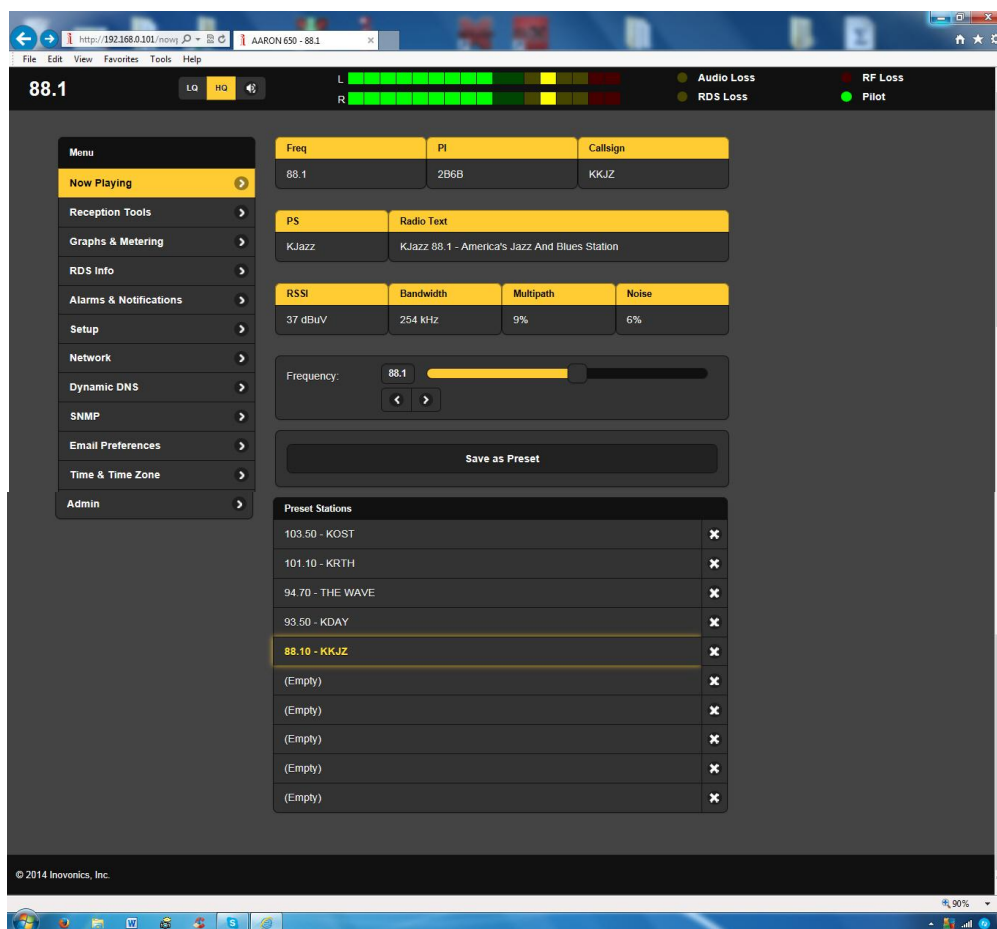 http://192.168.0.101/nowp
AARON 650 - 88.1
File Edit View Favorites Tools Help
88.1
LQ HQ
L
R
Audio Loss
RF Loss
RDS Loss
Pilot
Menu
Now Playing
Reception Tools
Graphs & Metering
RDS Info
Alarms & Notifications
Setup
Network
Dynamic DNS
SNMP
Email Preferences
Time & Time Zone
Admin
Freq PI Callsign
88.1 2B6B KKJZ
PS Radio Text
KJazz KJazz 88.1 - America's Jazz And Blues Station
RSSI Bandwidth Multipath Noise
37 dBuV 254 kHz 9% 6%
Frequency: 88.1
Save as Preset
Preset Stations
103.50 - KOST
101.10 - KRTH
94.70 - THE WAVE
93.50 - KDAY
88.10 - KKJZ
(Empty)
(Empty)
(Empty)
(Empty)
(Empty)
© 2014 Inovonics, Inc.
90%